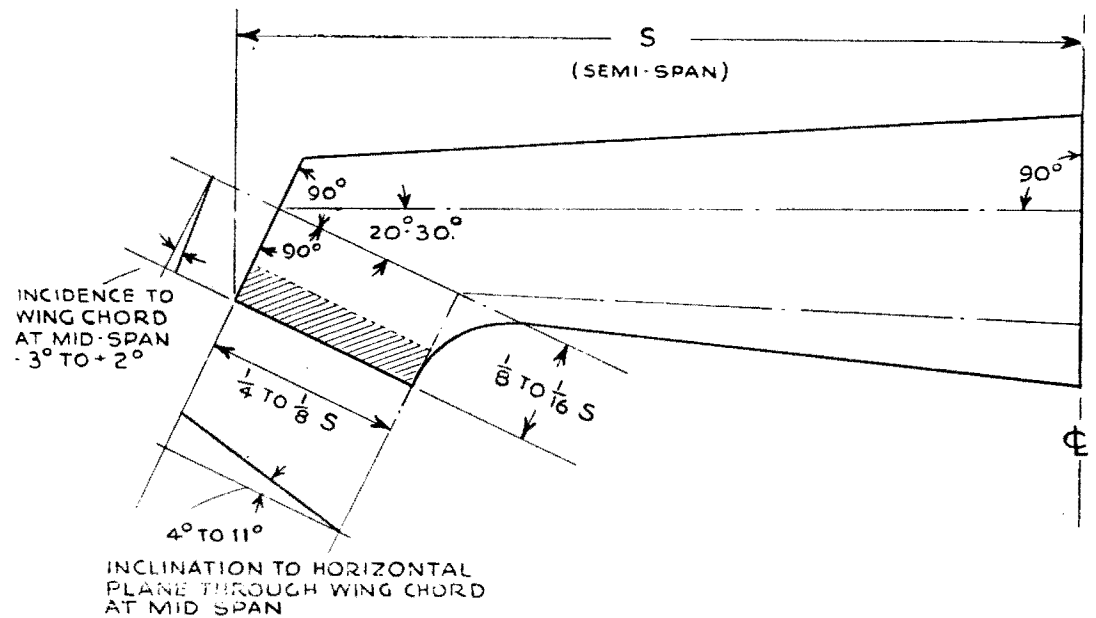 S
(SEMI-SPAN)
90°
90°
20°-30°.
90°
INCIDENCE TO
WING CHORD
AT MID-SPAN
- 3° TO + 2°
1/4 TO 1/8 S
1/8 TO 1/16 S
℄
4° TO 11°
INCLINATION TO HORIZONTAL
PLANE THROUGH WING CHORD
AT MID SPAN